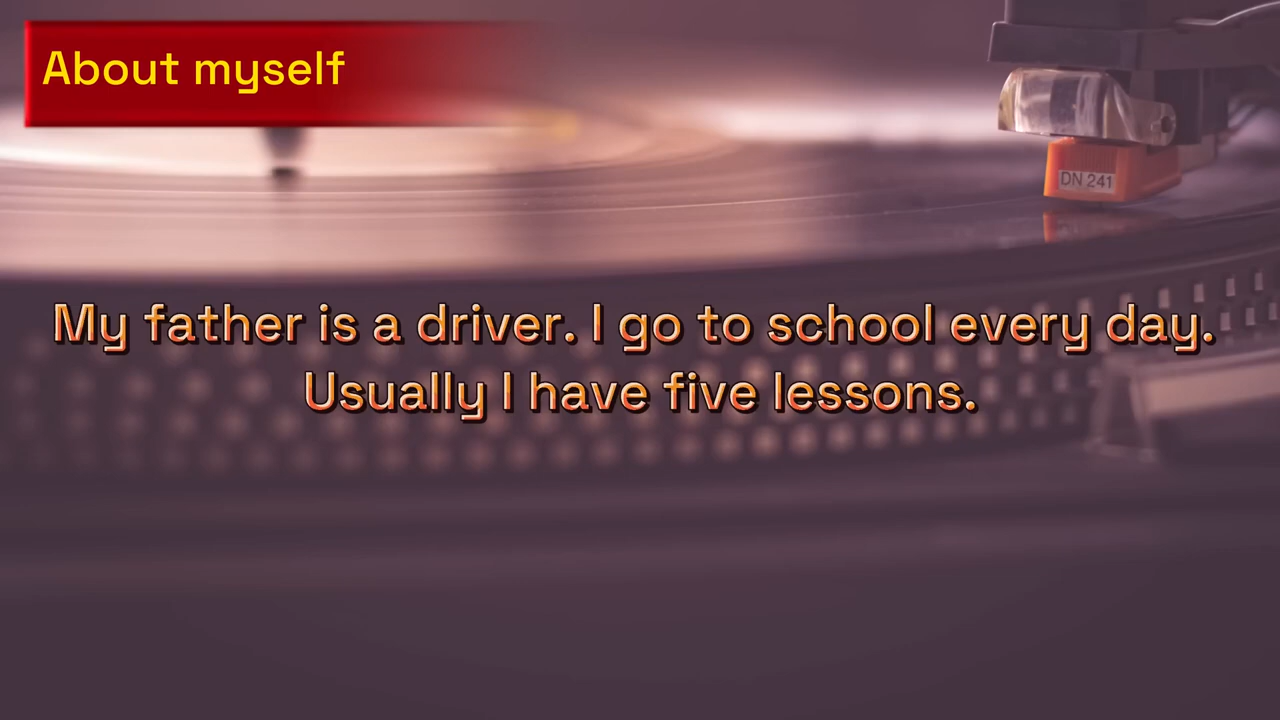 About myself
DN 241
My father is a driver. I go to school every day.
Usually I have five lessons.